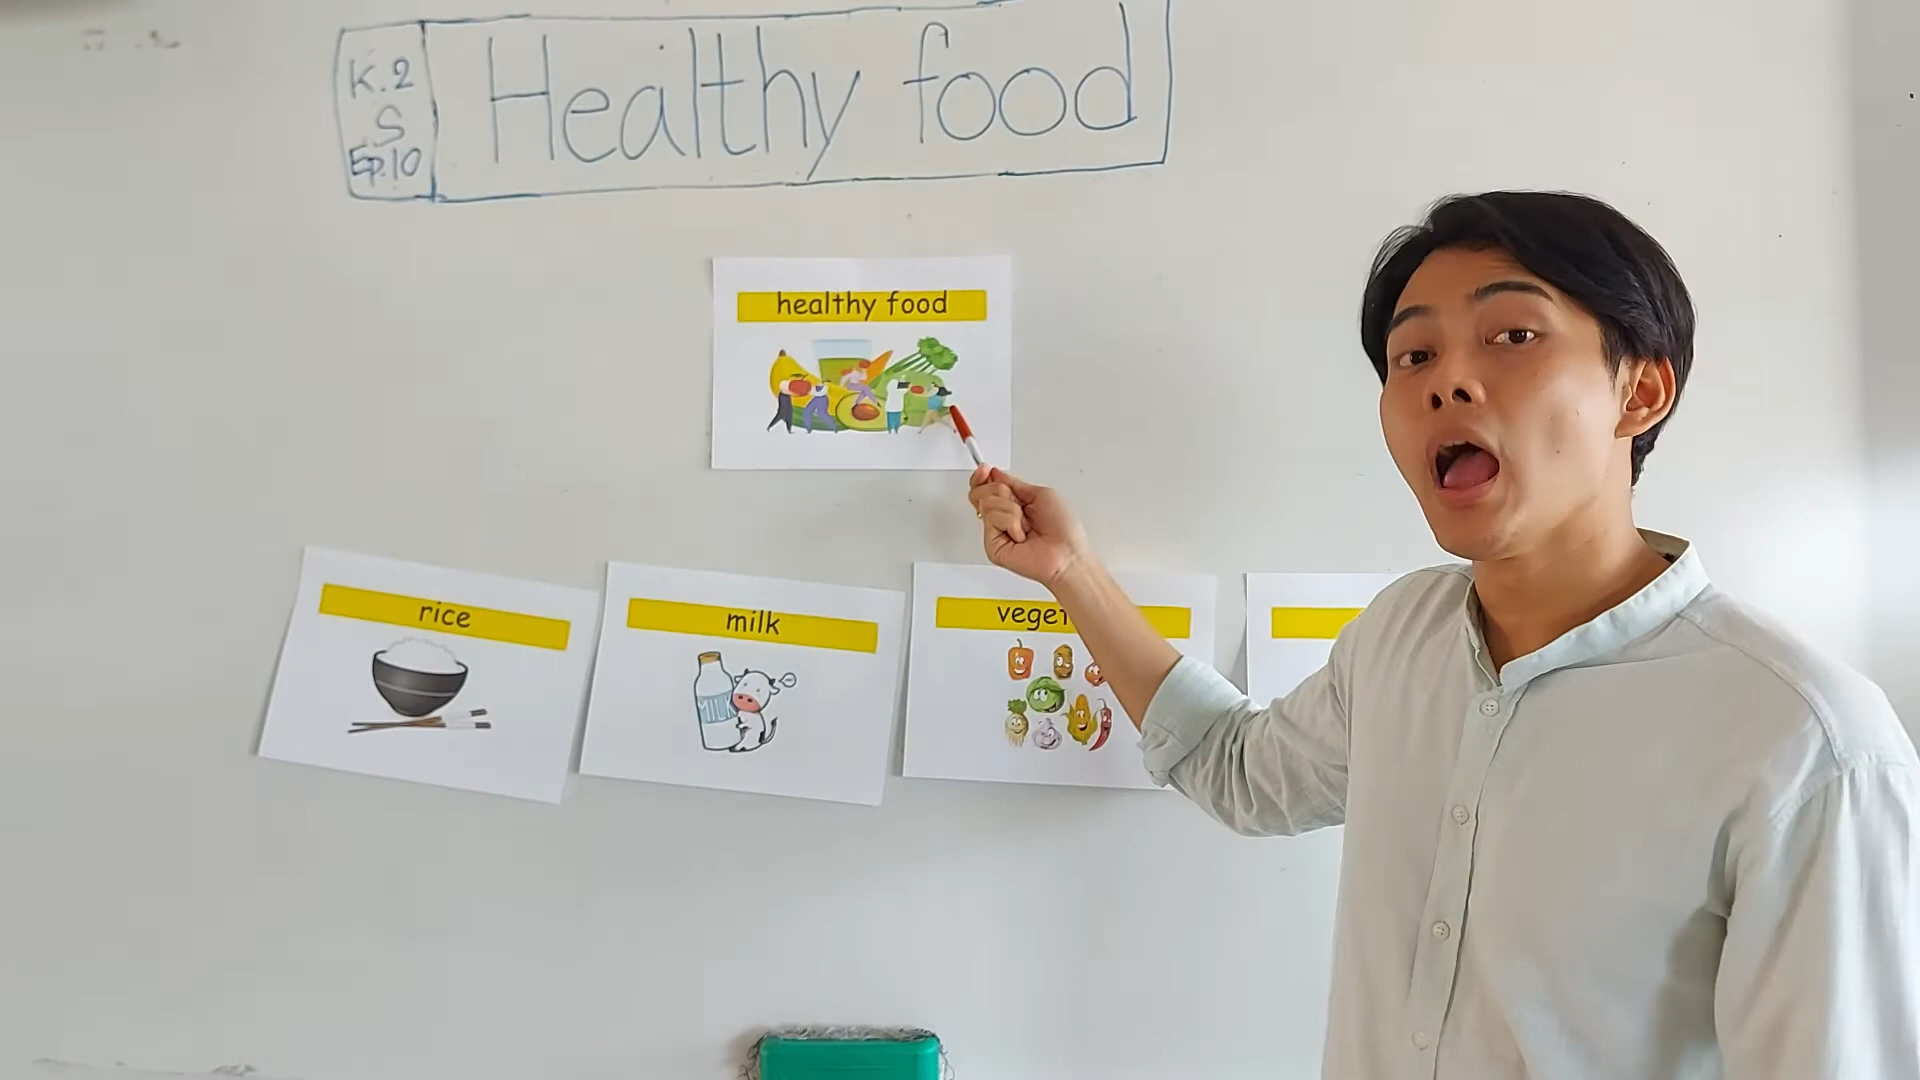 K.2
S
Ep.10
Healthy food
healthy food
rice
milk
MILK